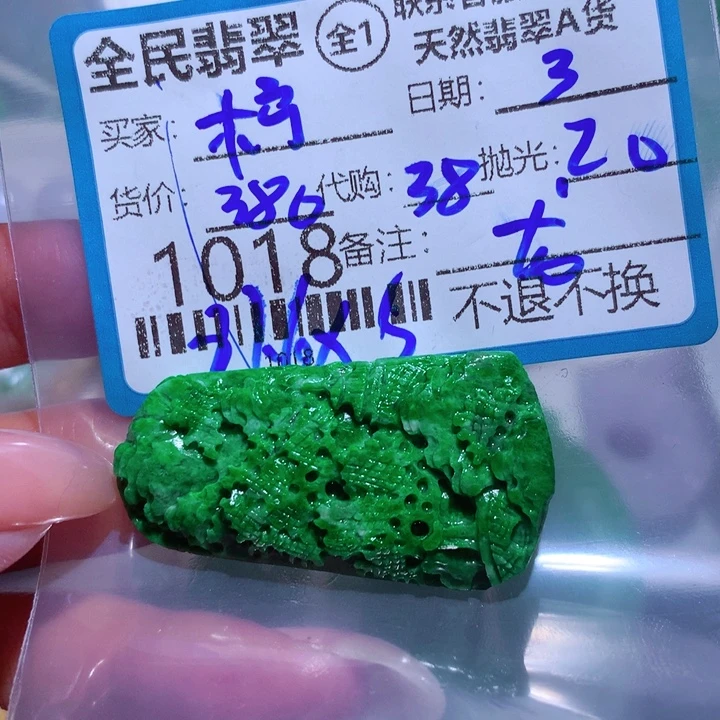 全民翡翠 全1
天然翡翠A货
买家: 日期: 3
货价: 380 代购: 38 抛光: 20
1018 备注:
不退不换
1018